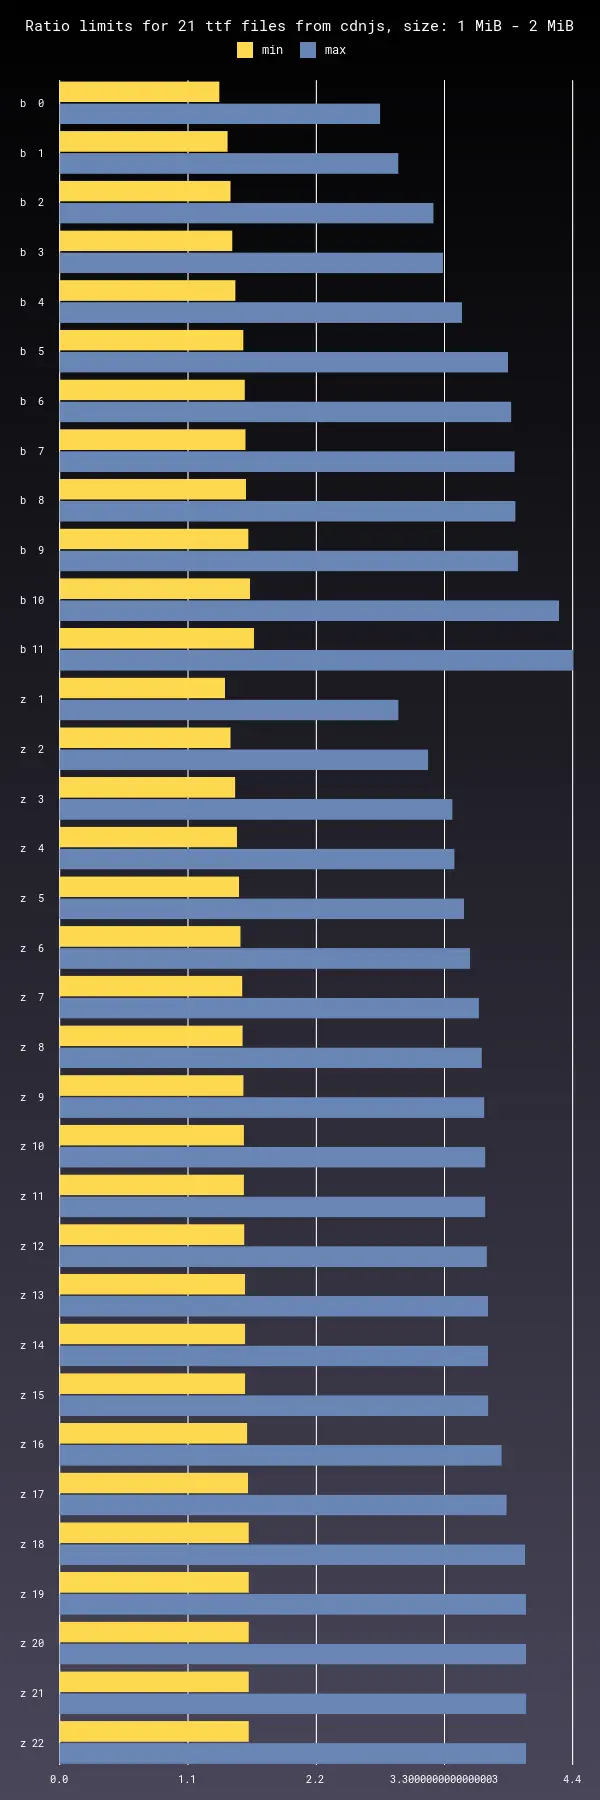 Ratio limits for 21 ttf files from cdnjs, size: 1 MiB - 2 MiB
min max
b 0
b 1
b 2
b 3
b 4
b 5
b 6
b 7
b 8
b 9
b 10
b 11
z 1
z 2
z 3
z 4
z 5
z 6
z 7
z 8
z 9
z 10
z 11
z 12
z 13
z 14
z 15
z 16
z 17
z 18
z 19
z 20
z 21
z 22
0.0 1.1 2.2 3.3000000000000003 4.4